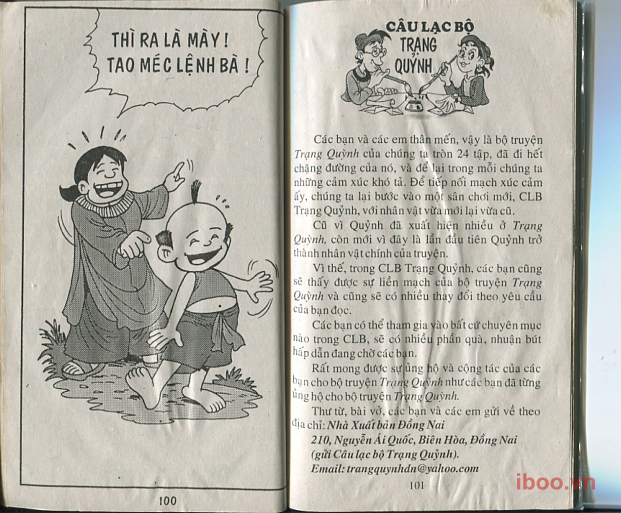 THÌ RA LÀ MÀY!
TAO MÉC LỆNH BÀ!
100
CÂU LẠC BỘ
TRẠNG
QUỶNH
Các bạn và các em thân mến, vậy là bộ truyện
Trạng Quỳnh của chúng ta tròn 24 tập, đã đi hết
chặng đường của nó, và để lại trong mỗi chúng ta
những cảm xúc khó tả. Để tiếp nối mạch xúc cảm
ấy, chúng ta lại bước vào một sân chơi mới, CLB
Trạng Quỷnh, với nhân vật vừa mới lại vừa cũ.
Cũ vì Quỷnh đã xuất hiện nhiều ở Trạng
Quỳnh, còn mới vì đây là lần đầu tiên Quỷnh trở
thành nhân vật chính của truyện.
Vì thế, trong CLB Trạng Quỷnh, các bạn cũng
sẽ thấy được sự liền mạch của bộ truyện Trạng
Quỳnh và cũng sẽ có nhiều thay đổi theo yêu cầu
của bạn đọc.
Các bạn có thể tham gia vào bất cứ chuyên mục
nào trong CLB, sẽ có nhiều phần quà, nhuận bút
hấp dẫn đang chờ các bạn.
Rất mong được sự ủng hộ và cộng tác của các
bạn cho bộ truyện Trạng Quỷnh như các bạn đã từng
ủng hộ cho bộ truyện Trạng Quỳnh.
Thư từ, bài vở, các bạn và các em gửi về theo
địa chỉ: Nhà Xuất bản Đồng Nai
210, Nguyễn Ái Quốc, Biên Hòa, Đồng Nai
(gửi Câu lạc bộ Trạng Quỷnh).
Email: trangquynhdn@yahoo.com
101
iboo.vn